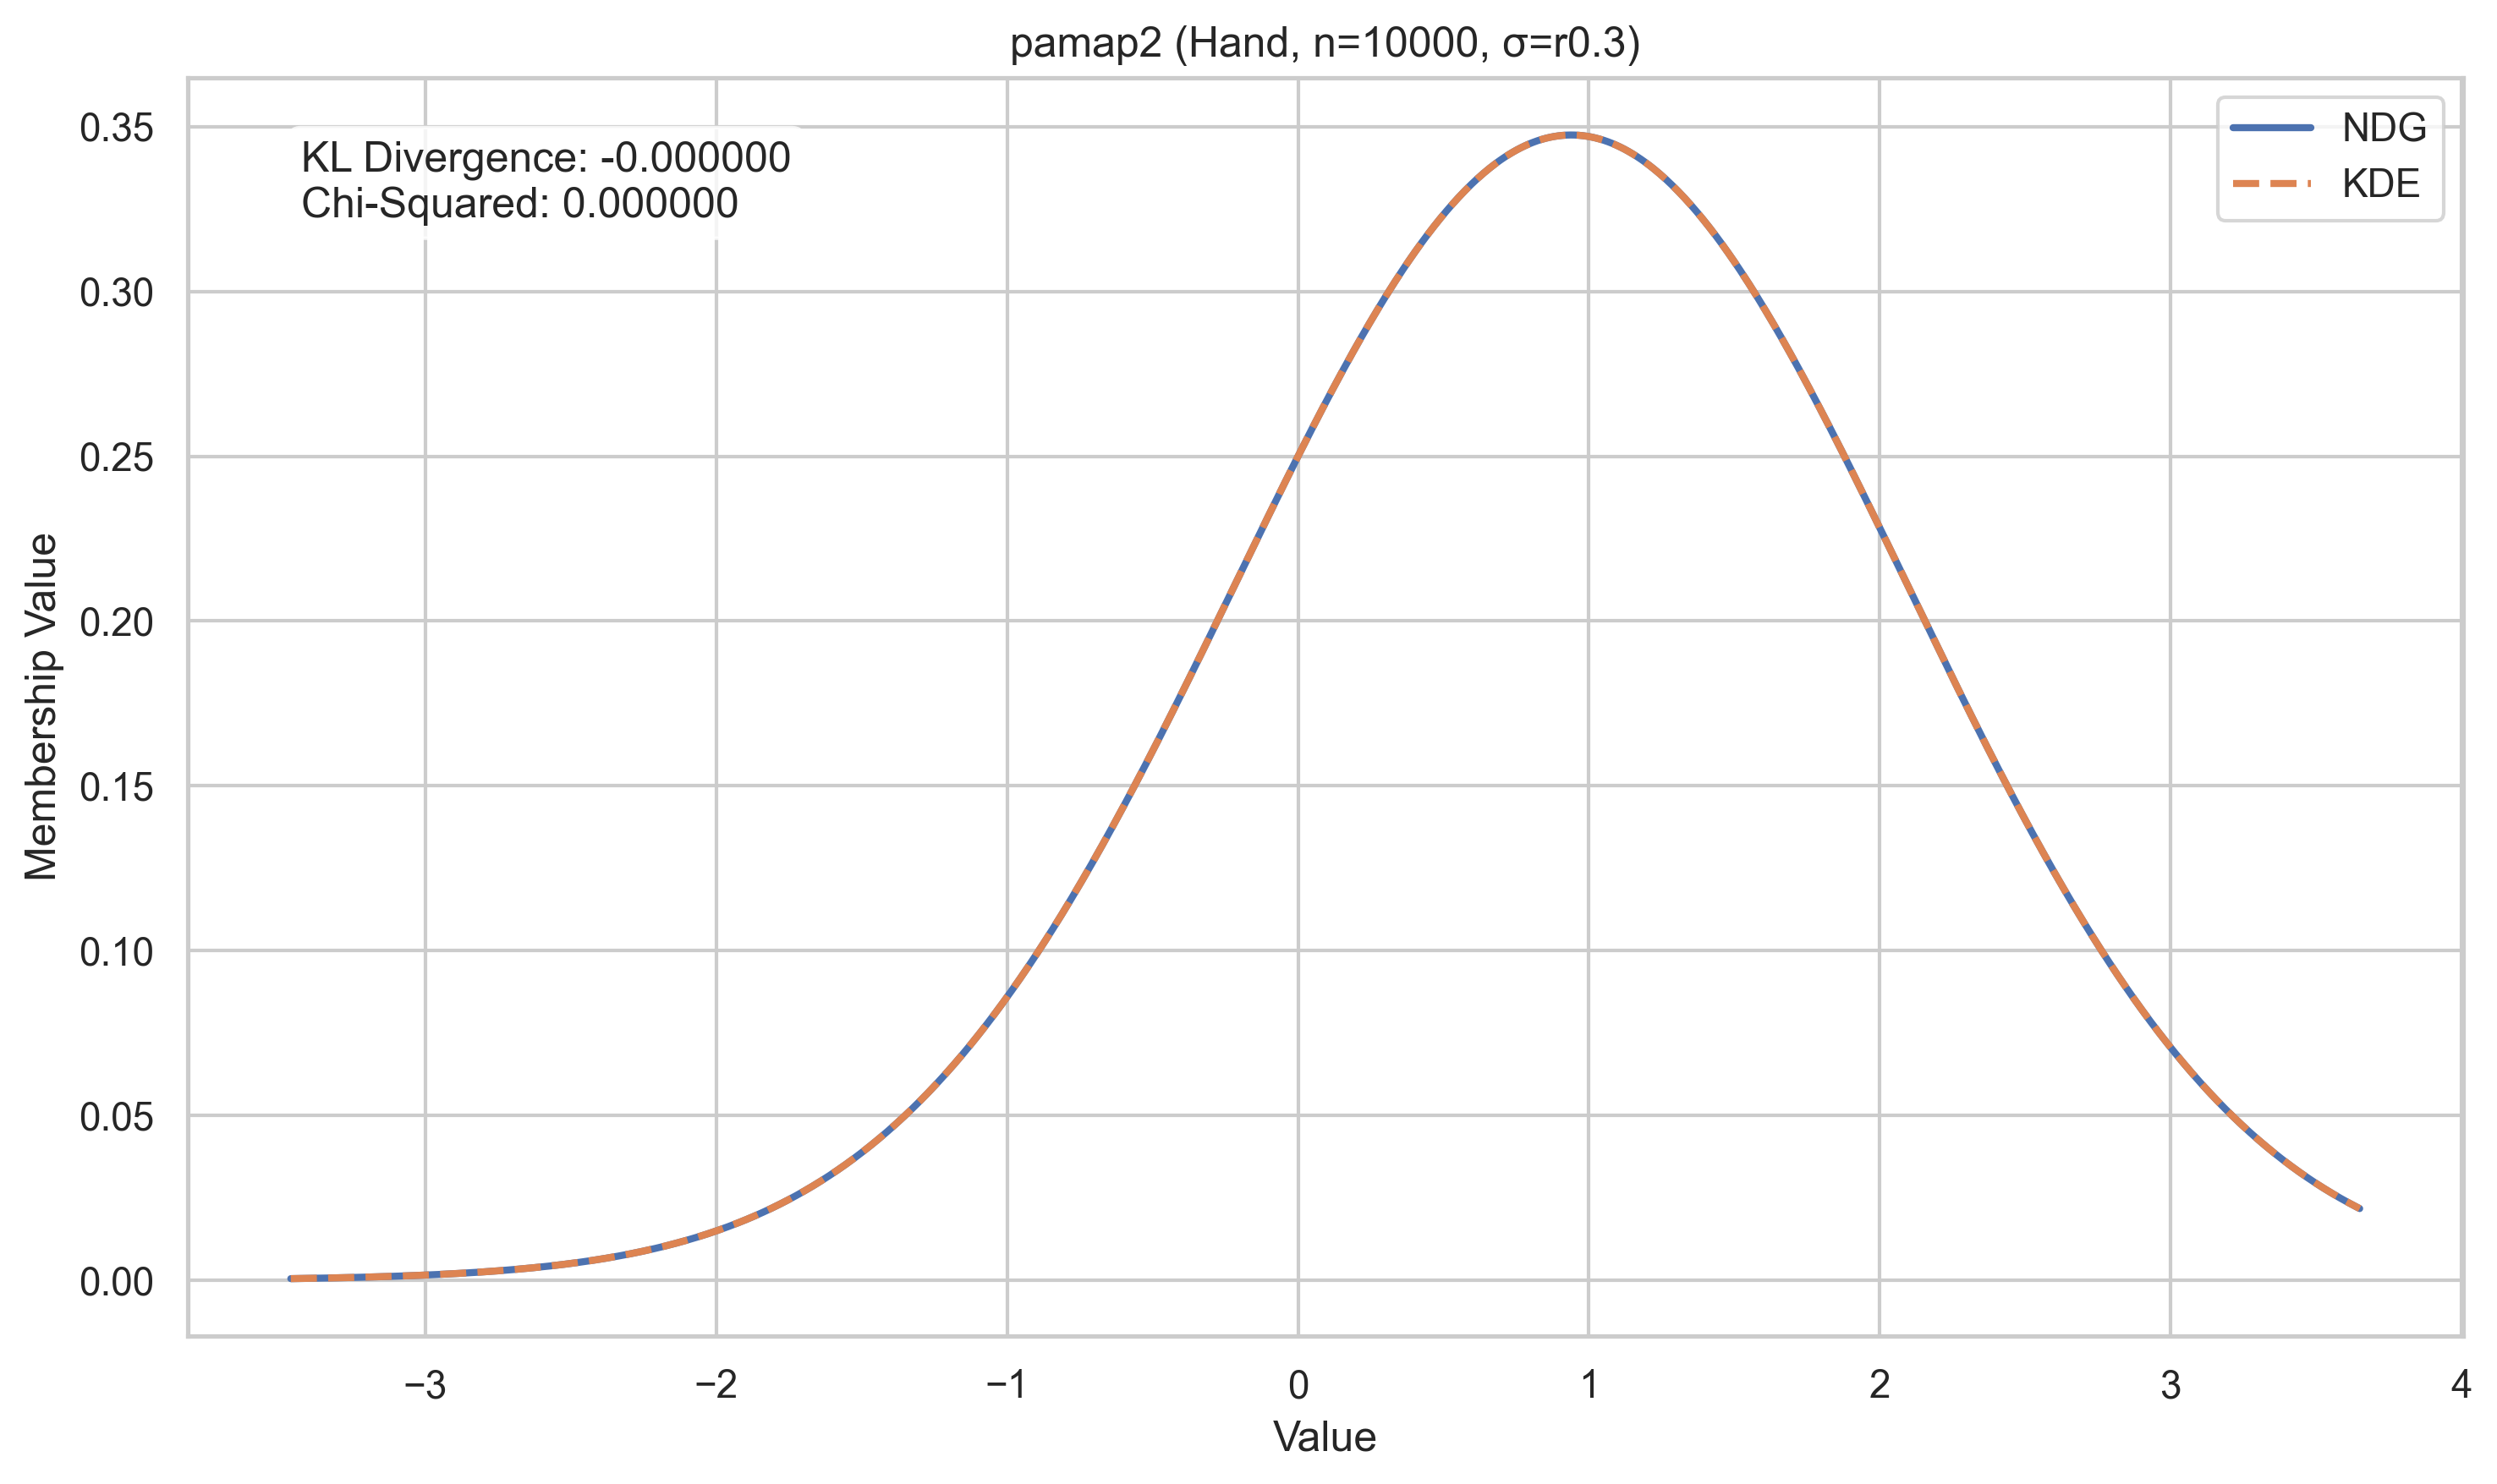 pamap2 (Hand, n=10000, σ=r0.3)
KL Divergence: -0.000000
Chi-Squared: 0.000000
NDG
KDE
Membership Value
0.35
0.30
0.25
0.20
0.15
0.10
0.05
0.00
−3
−2
−1
0
1
2
3
4
Value